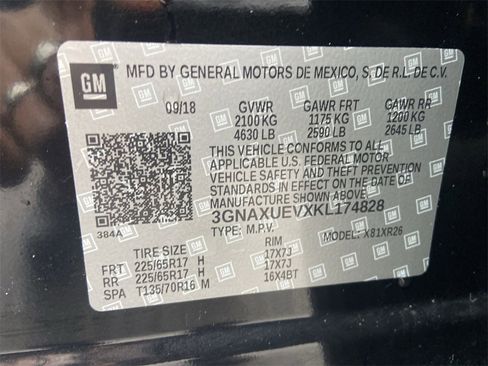 GM MFD BY GENERAL MOTORS DE MEXICO, S. DE R.L. DE C.V.
09/18 GVWR GAWR FRT GAWR RR
2100 KG 1175 KG 1200 KG
4630 LB 2590 LB 2645 LB
THIS VEHICLE CONFORMS TO ALL
APPLICABLE U.S. FEDERAL MOTOR
VEHICLE SAFETY AND THEFT PREVENTION
STANDARDS IN EFFECT ON THE DATE OF
MANUFACTURE SHOWN ABOVE.
3GNAXUEVXKL174828
384A TYPE: M.P.V. MODEL: X81XR26
TIRE SIZE RIM
FRT 225/65R17 H 17X7J
RR 225/65R17 H 17X7J
SPA T135/70R16 M 16X4BT